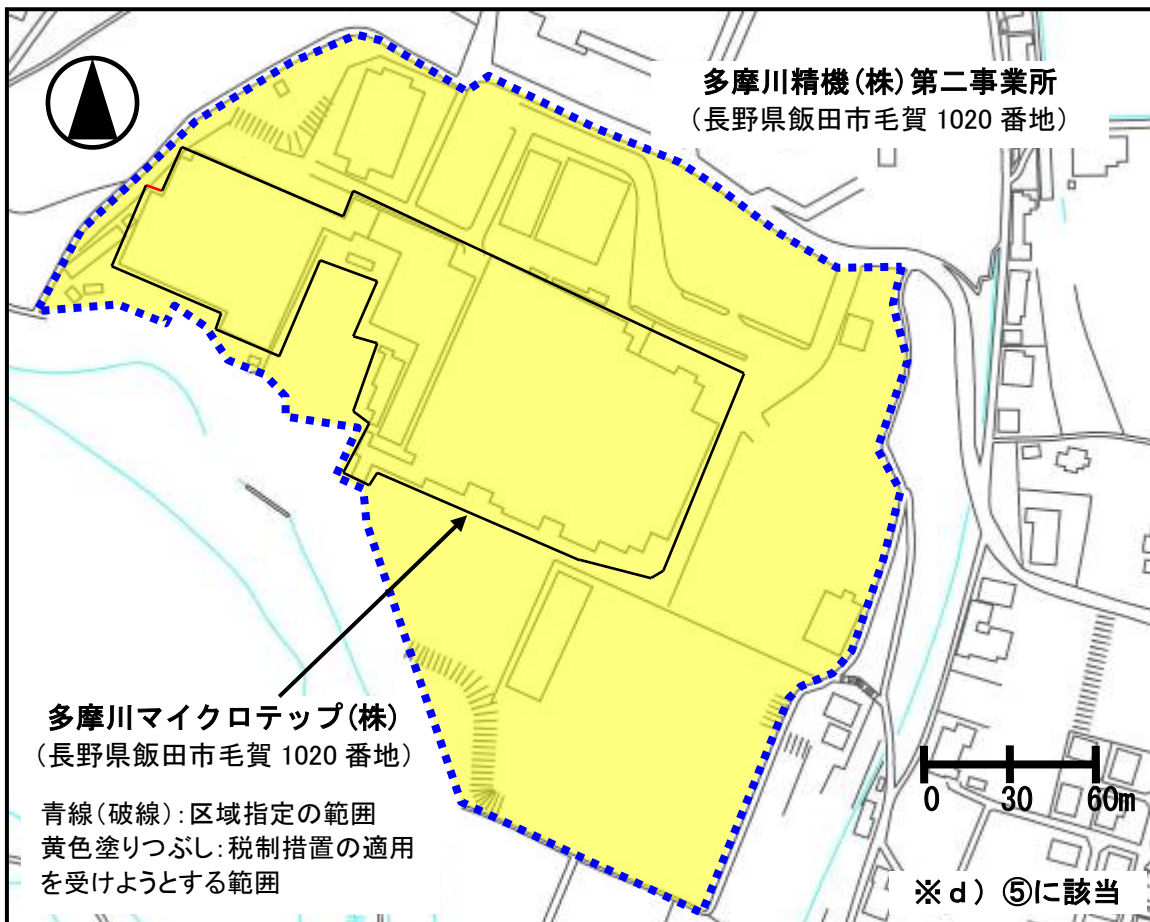 多摩川精機(株)第二事業所
(長野県飯田市毛賀 1020 番地)
多摩川マイクロテップ(株)
(長野県飯田市毛賀 1020 番地)
青線(破線):区域指定の範囲
黄色塗りつぶし:税制措置の適用
を受けようとする範囲
0 30 60m
※d) ⑤に該当